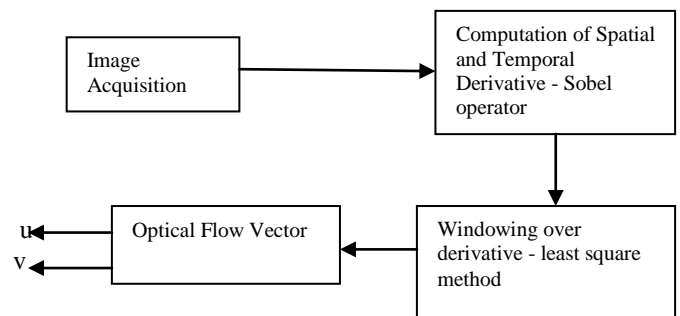 Image
Acquisition
Computation of Spatial
and Temporal
Derivative - Sobel
operator
Windowing over
derivative - least square
method
Optical Flow Vector
u
v